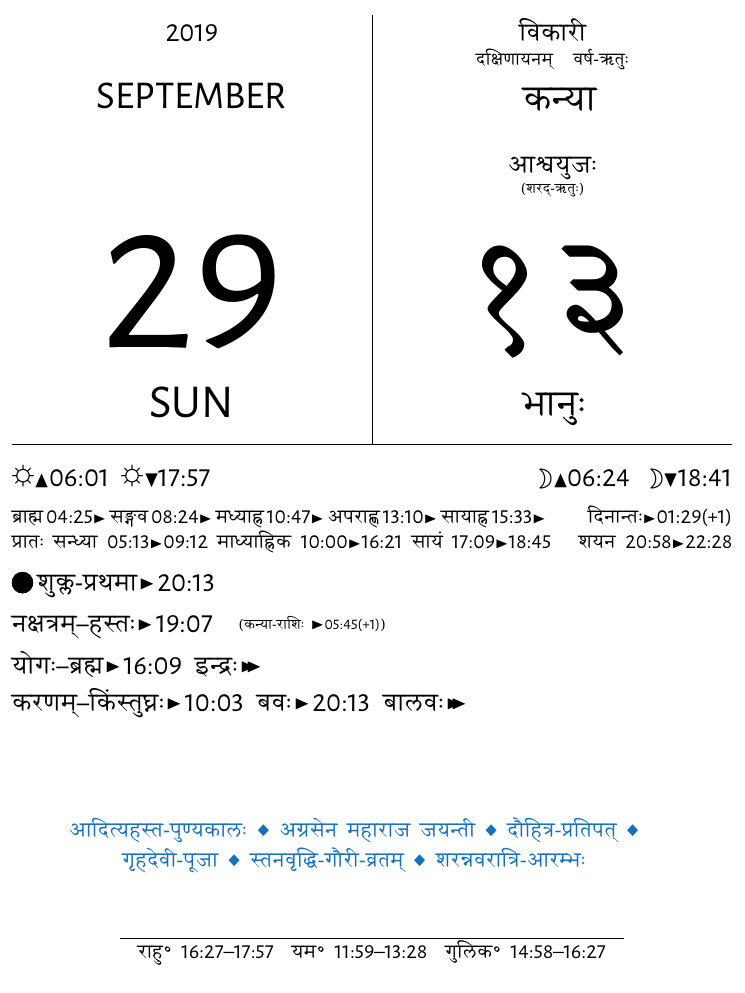 2019
SEPTEMBER
29
SUN
विकारी
दक्षिणायनम् वर्ष-ऋतुः
कन्या
आश्वयुजः
(शरद्-ऋतुः)
१३
भानुः
☼▲06:01 ☼▼17:57 ☽▲06:24 ☽▼18:41
ब्राह्म 04:25► सङ्गव 08:24► मध्याह्न 10:47► अपराह्ण 13:10► सायाह्न 15:33► दिनान्तः►01:29(+1)
प्रातः सन्ध्या 05:13►09:12 माध्याह्निक 10:00►16:21 सायं 17:09►18:45 शयन 20:58►22:28
●शुक्ल-प्रथमा►20:13
नक्षत्रम्–हस्तः►19:07 (कन्या-राशिः ►05:45(+1))
योगः–ब्रह्म►16:09 इन्द्रः►►
करणम्–किंस्तुघ्नः►10:03 बवः►20:13 बालवः►►
आदित्यहस्त-पुण्यकालः ◆ अग्रसेन महाराज जयन्ती ◆ दौहित्र-प्रतिपत् ◆
गृहदेवी-पूजा ◆ स्तनवृद्धि-गौरी-व्रतम् ◆ शरन्नवरात्रि-आरम्भः
राहु° 16:27–17:57 यम° 11:59–13:28 गुलिक° 14:58–16:27